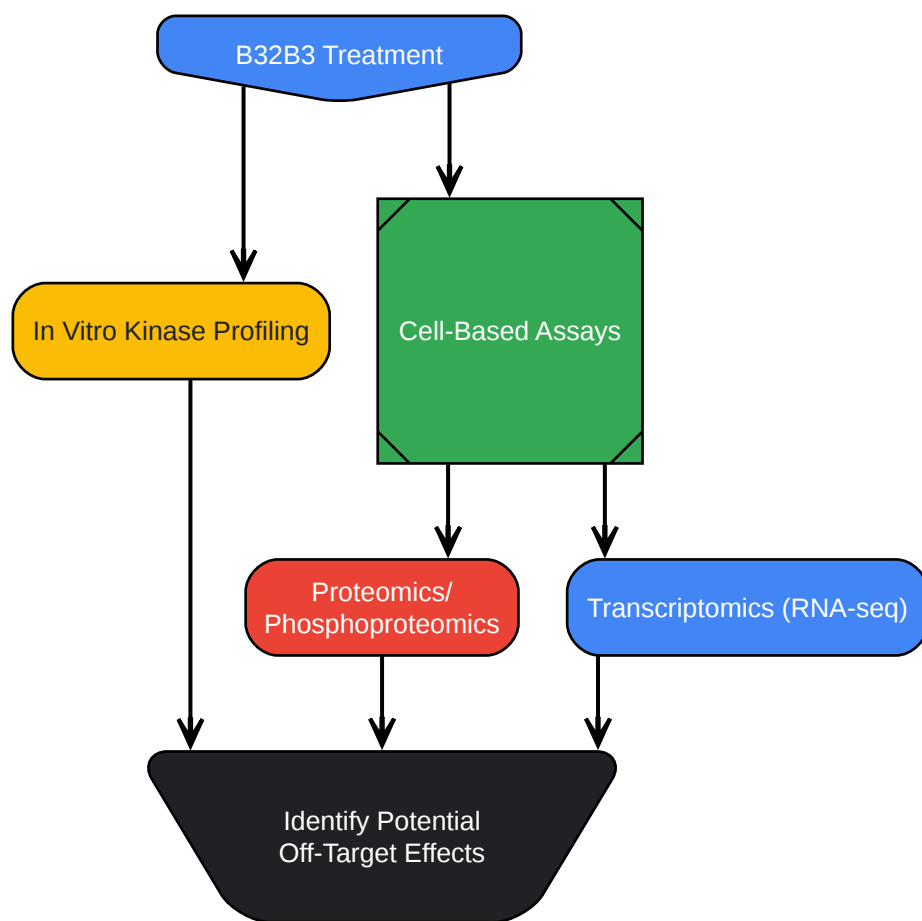 B32B3 Treatment
In Vitro Kinase Profiling
Cell-Based Assays
Proteomics/
Phosphoproteomics
Transcriptomics (RNA-seq)
Identify Potential
Off-Target Effects